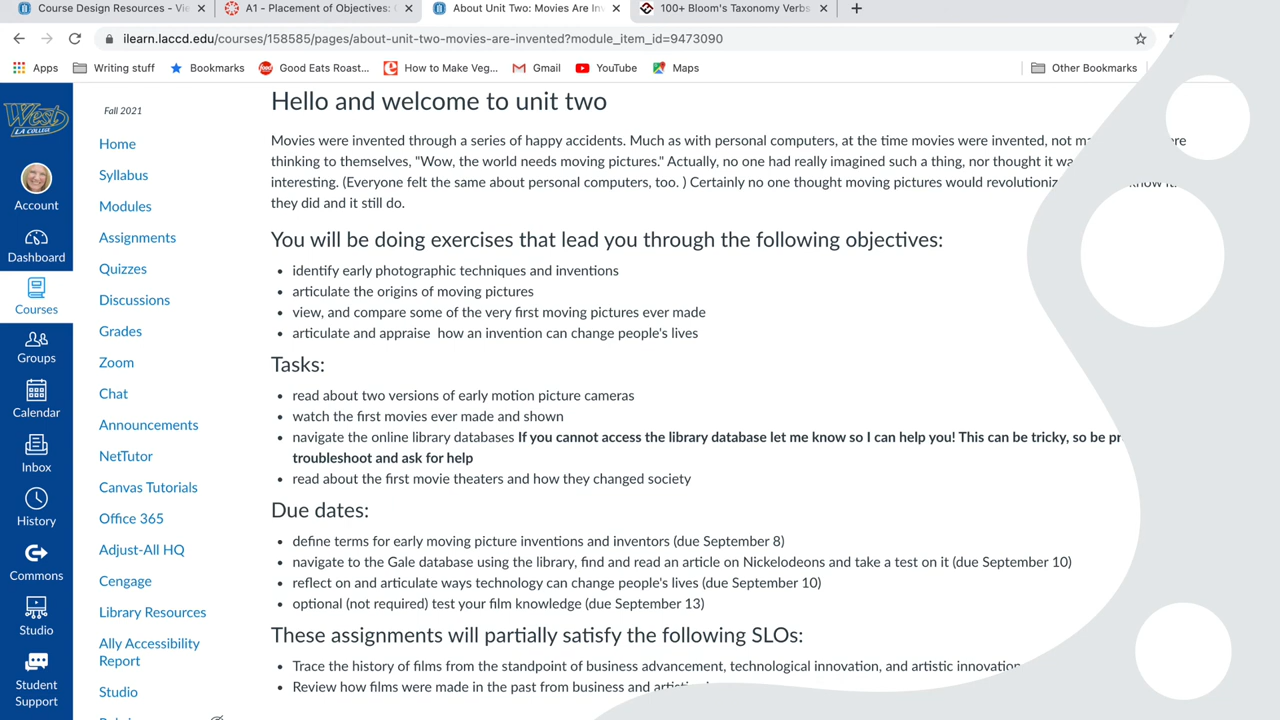 Course Design Resources - Vie
A1 - Placement of Objectives: C
About Unit Two: Movies Are Inv
100+ Bloom's Taxonomy Verbs
ilearn.laccd.edu/courses/158585/pages/about-unit-two-movies-are-invented?module_item_id=9473090
Apps
Writing stuff
Bookmarks
Good Eats Roast...
How to Make Veg...
Gmail
YouTube
Maps
Other Bookmarks
West
LA COLLEGE
Account
Dashboard
Courses
Groups
Calendar
Inbox
History
Commons
Studio
Student
Support
Fall 2021
Home
Syllabus
Modules
Assignments
Quizzes
Discussions
Grades
Zoom
Chat
Announcements
NetTutor
Canvas Tutorials
Office 365
Adjust-All HQ
Cengage
Library Resources
Ally Accessibility
Report
Studio
Hello and welcome to unit two
Movies were invented through a series of happy accidents. Much as with personal computers, at the time movies were invented, not
thinking to themselves, "Wow, the world needs moving pictures." Actually, no one had really imagined such a thing, nor thought it
interesting. (Everyone felt the same about personal computers, too. ) Certainly no one thought moving pictures would
they did and it still do.
You will be doing exercises that lead you through the following objectives:
• identify early photographic techniques and inventions
• articulate the origins of moving pictures
• view, and compare some of the very first moving pictures ever made
• articulate and appraise how an invention can change people's lives
Tasks:
• read about two versions of early motion picture cameras
• watch the first movies ever made and shown
• navigate the online library databases If you cannot access the library database let me know so I can help you! This can be tricky, so be
troubleshoot and ask for help
• read about the first movie theaters and how they changed society
Due dates:
• define terms for early moving picture inventions and inventors (due September 8)
• navigate to the Gale database using the library, find and read an article on Nickelodeons and take a test on it (due September 10)
• reflect on and articulate ways technology can change people's lives (due September 10)
• optional (not required) test your film knowledge (due September 13)
These assignments will partially satisfy the following SLOs:
• Trace the history of films from the standpoint of business advancement, technological innovation, and artistic innovation
• Review how films were made in the past from business and